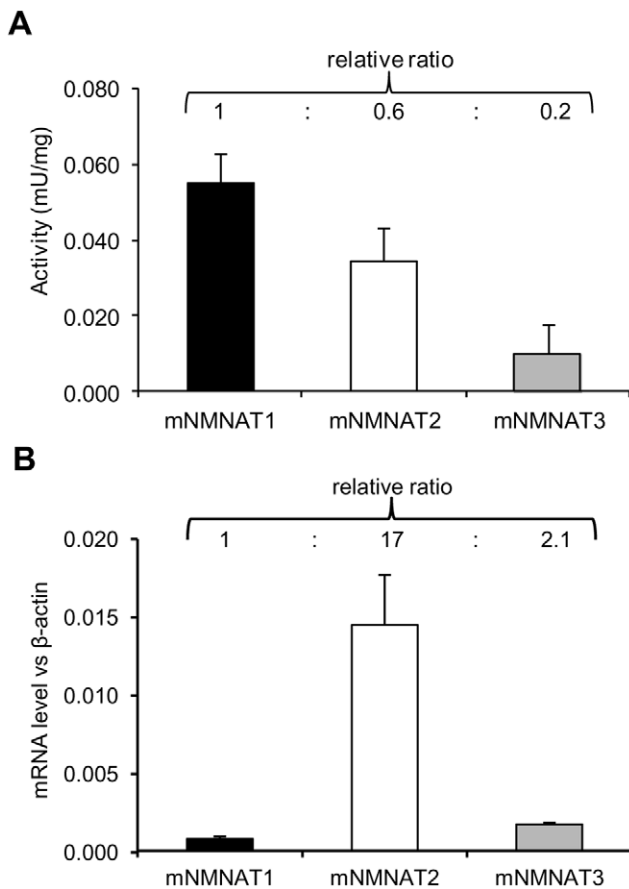 A
relative ratio
1 : 0.6 : 0.2
0.080
0.060
0.040
0.020
0.000
Activity (mU/mg)
mNMNAT1 mNMNAT2 mNMNAT3
B
relative ratio
1 : 17 : 2.1
0.020
0.015
0.010
0.005
0.000
mRNA level vs β-actin
mNMNAT1 mNMNAT2 mNMNAT3